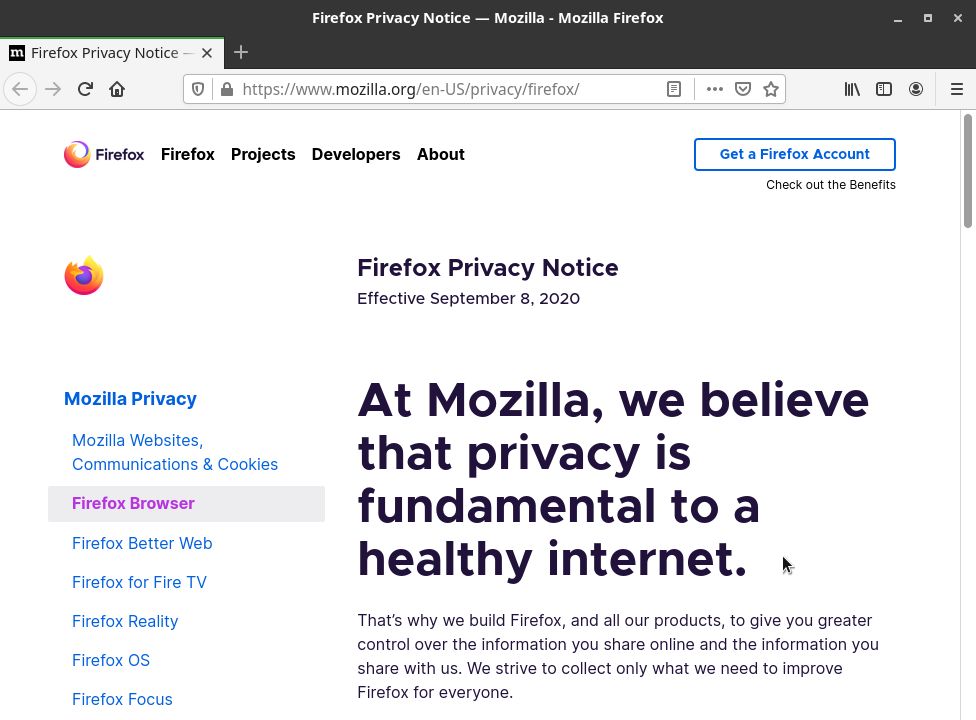 Firefox Privacy Notice — Mozilla - Mozilla Firefox
Firefox Privacy Notice —
https://www.mozilla.org/en-US/privacy/firefox/
Firefox Firefox Projects Developers About
Get a Firefox Account
Check out the Benefits
Firefox Privacy Notice
Effective September 8, 2020
Mozilla Privacy
Mozilla Websites,
Communications & Cookies
Firefox Browser
Firefox Better Web
Firefox for Fire TV
Firefox Reality
Firefox OS
Firefox Focus
At Mozilla, we believe
that privacy is
fundamental to a
healthy internet.
That’s why we build Firefox, and all our products, to give you greater
control over the information you share online and the information you
share with us. We strive to collect only what we need to improve
Firefox for everyone.